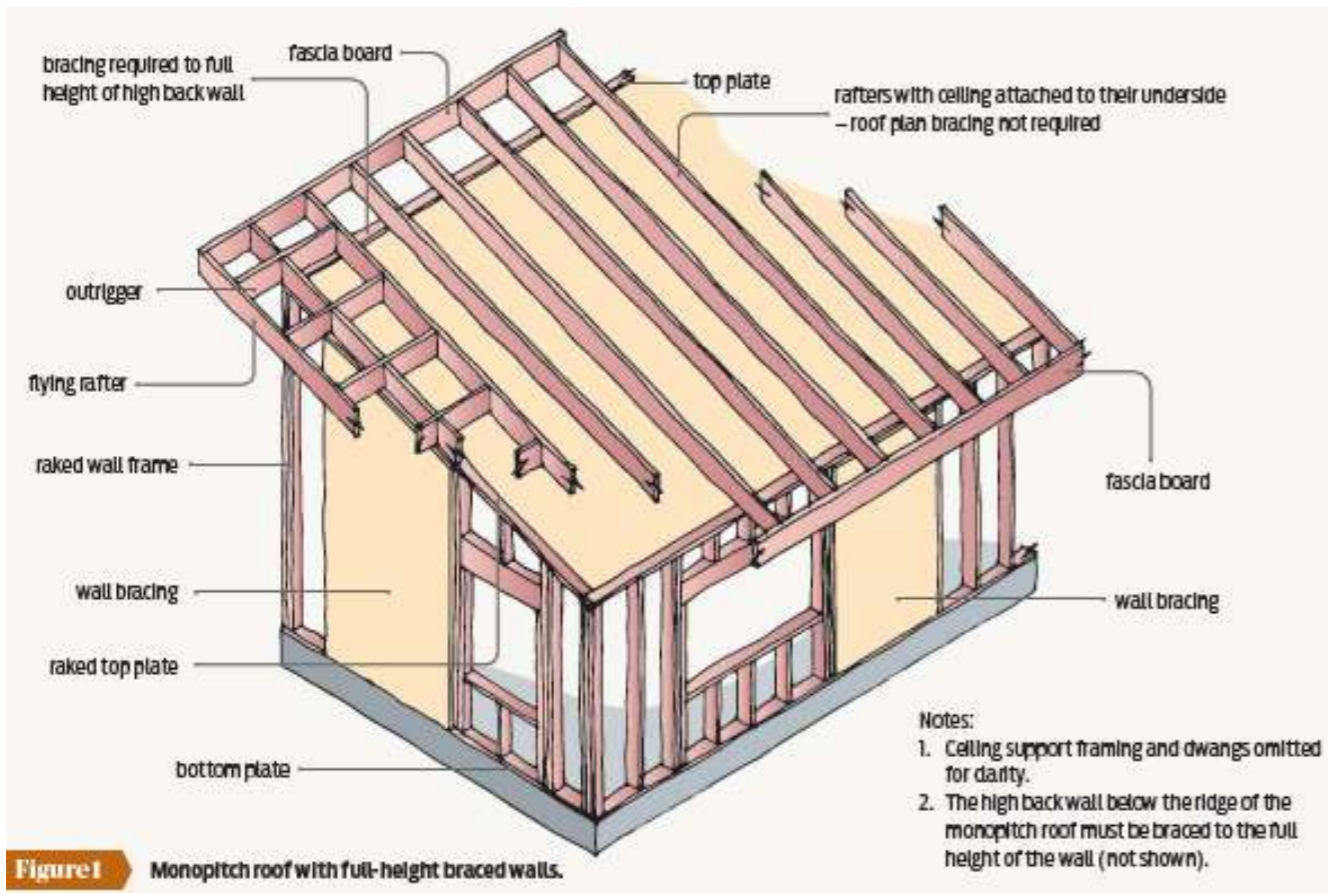 fascia board
bracing required to full
height of high back wall
top plate
rafters with ceiling attached to their underside
– roof plan bracing not required
outrigger
flying rafter
raked wall frame
fascia board
wall bracing
wall bracing
raked top plate
bottom plate
Notes:
1. Ceiling support framing and dwangs omitted
for clarity.
2. The high back wall below the ridge of the
monopitch roof must be braced to the full
height of the wall (not shown).
Figure 1 Monopitch roof with full-height braced walls.